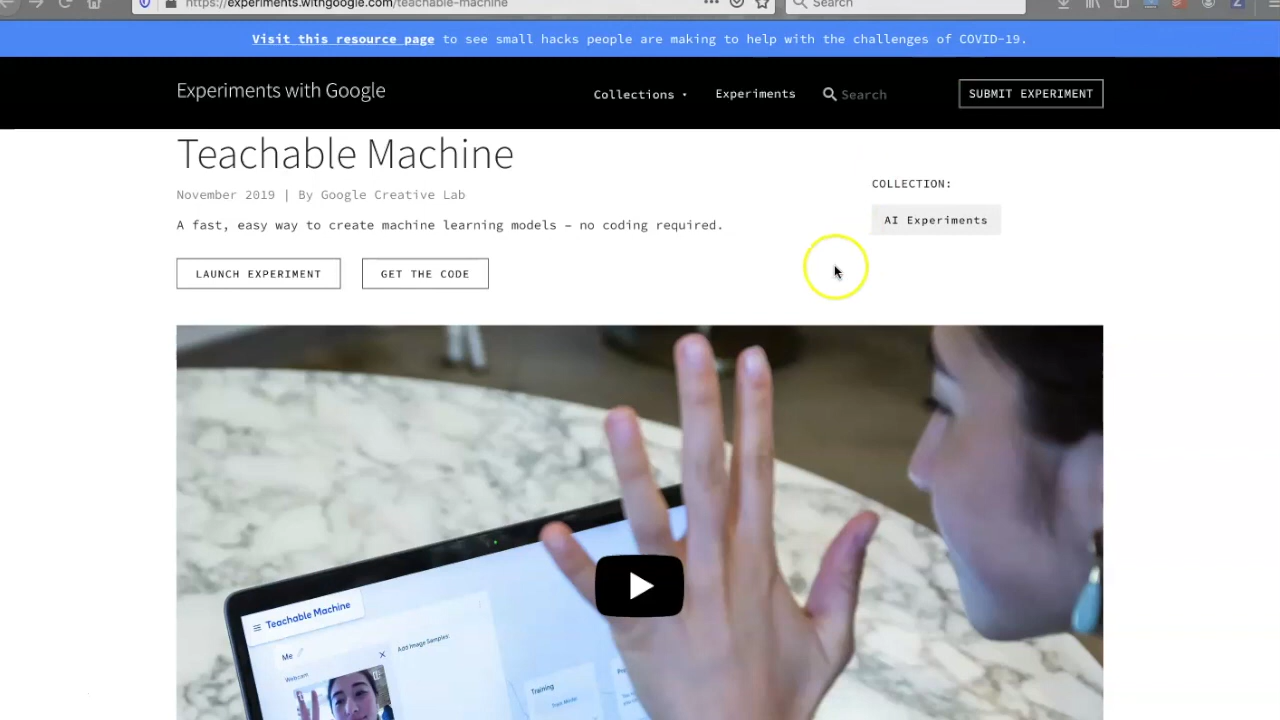 https://experiments.withgoogle.com/teachable-machine
Search
Visit this resource page to see small hacks people are making to help with the challenges of COVID-19.
Experiments with Google
Collections
Experiments
Search
SUBMIT EXPERIMENT
Teachable Machine
November 2019 | By Google Creative Lab
COLLECTION:
A fast, easy way to create machine learning models – no coding required.
AI Experiments
LAUNCH EXPERIMENT
GET THE CODE
Teachable Machine
Me
Add Image Samples:
Webcam
Training